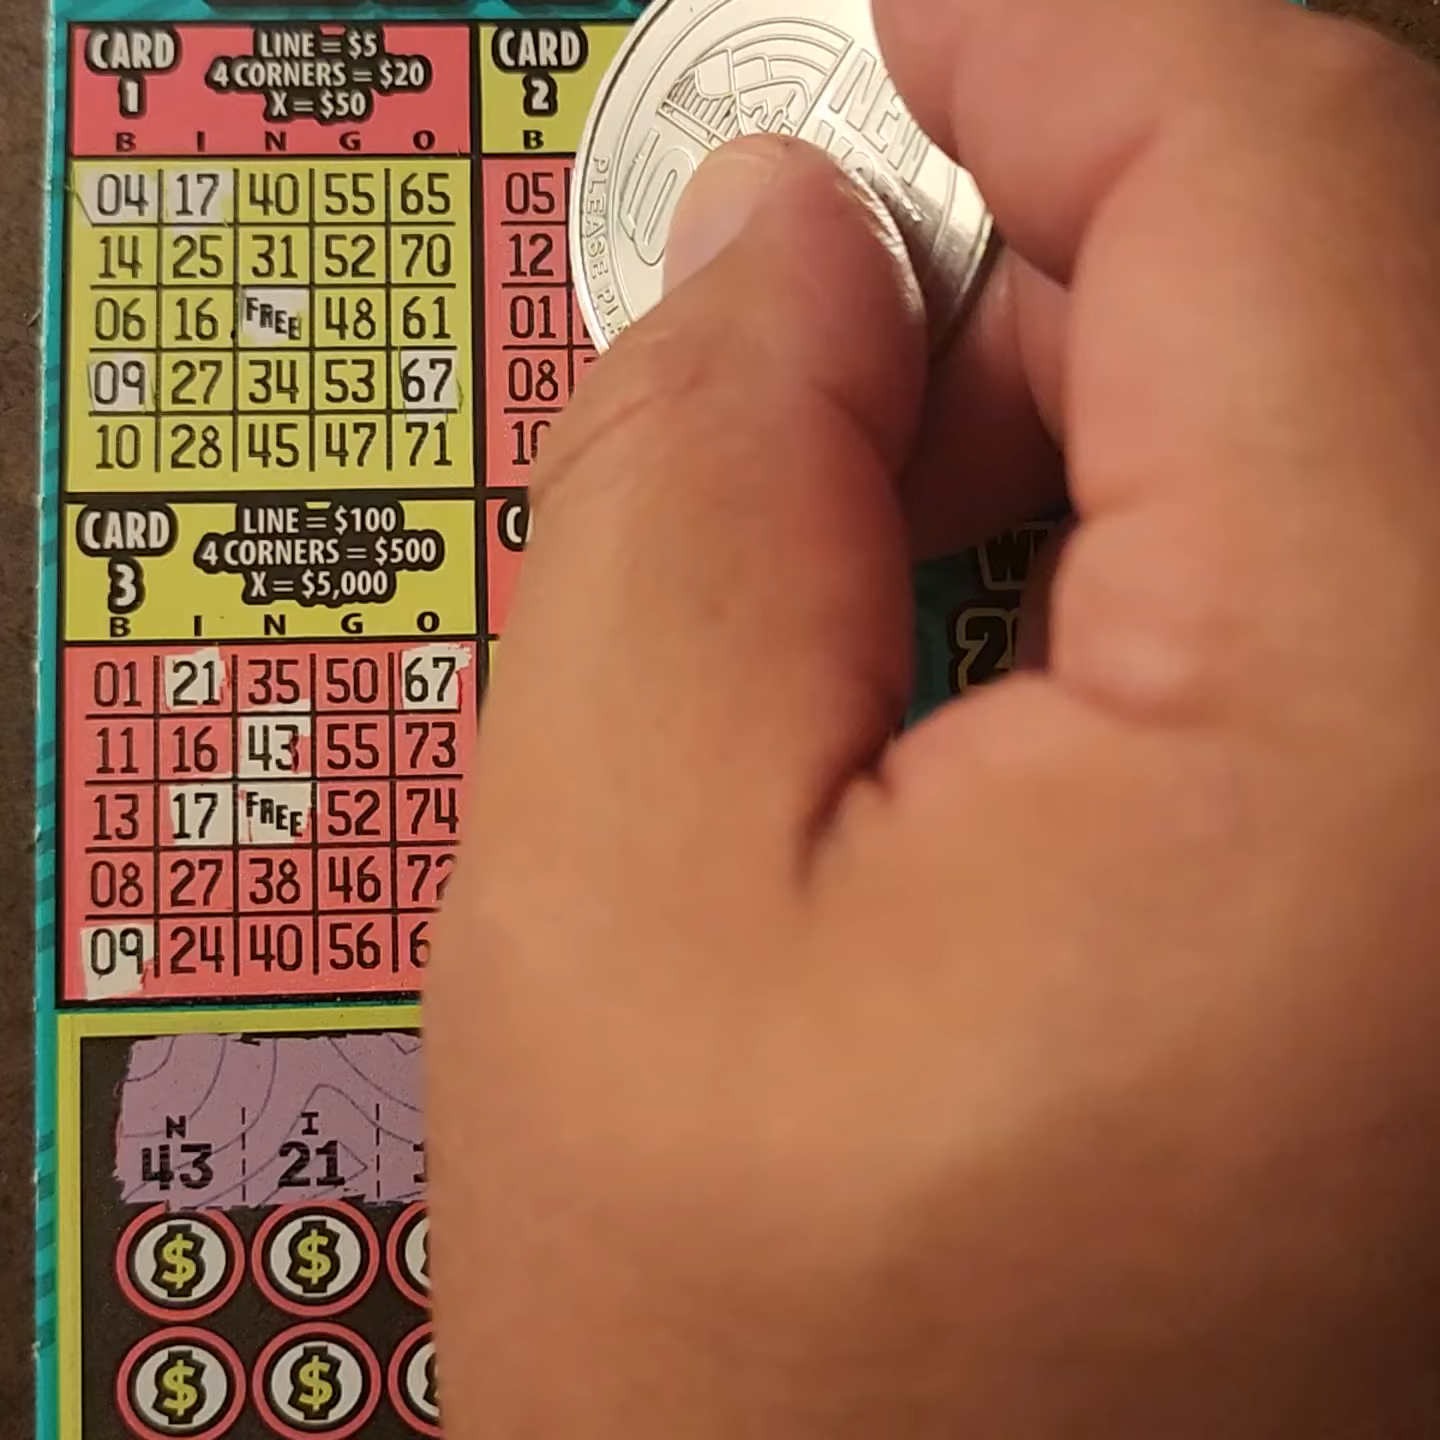 CARD 1
LINE = $5
4 CORNERS = $20
X = $50
B I N G O
04 17 40 55 65
14 25 31 52 70
06 16 FREE 48 61
09 27 34 53 67
10 28 45 47 71
CARD 2
B
05
12
01
08
10
PLEASE
NEW
CARD 3
LINE = $100
4 CORNERS = $500
X = $5,000
B I N G O
01 21 35 50 67
11 16 43 55 73
13 17 FREE 52 74
08 27 38 46 72
09 24 40 56
N I
43 21
$ $
$ $